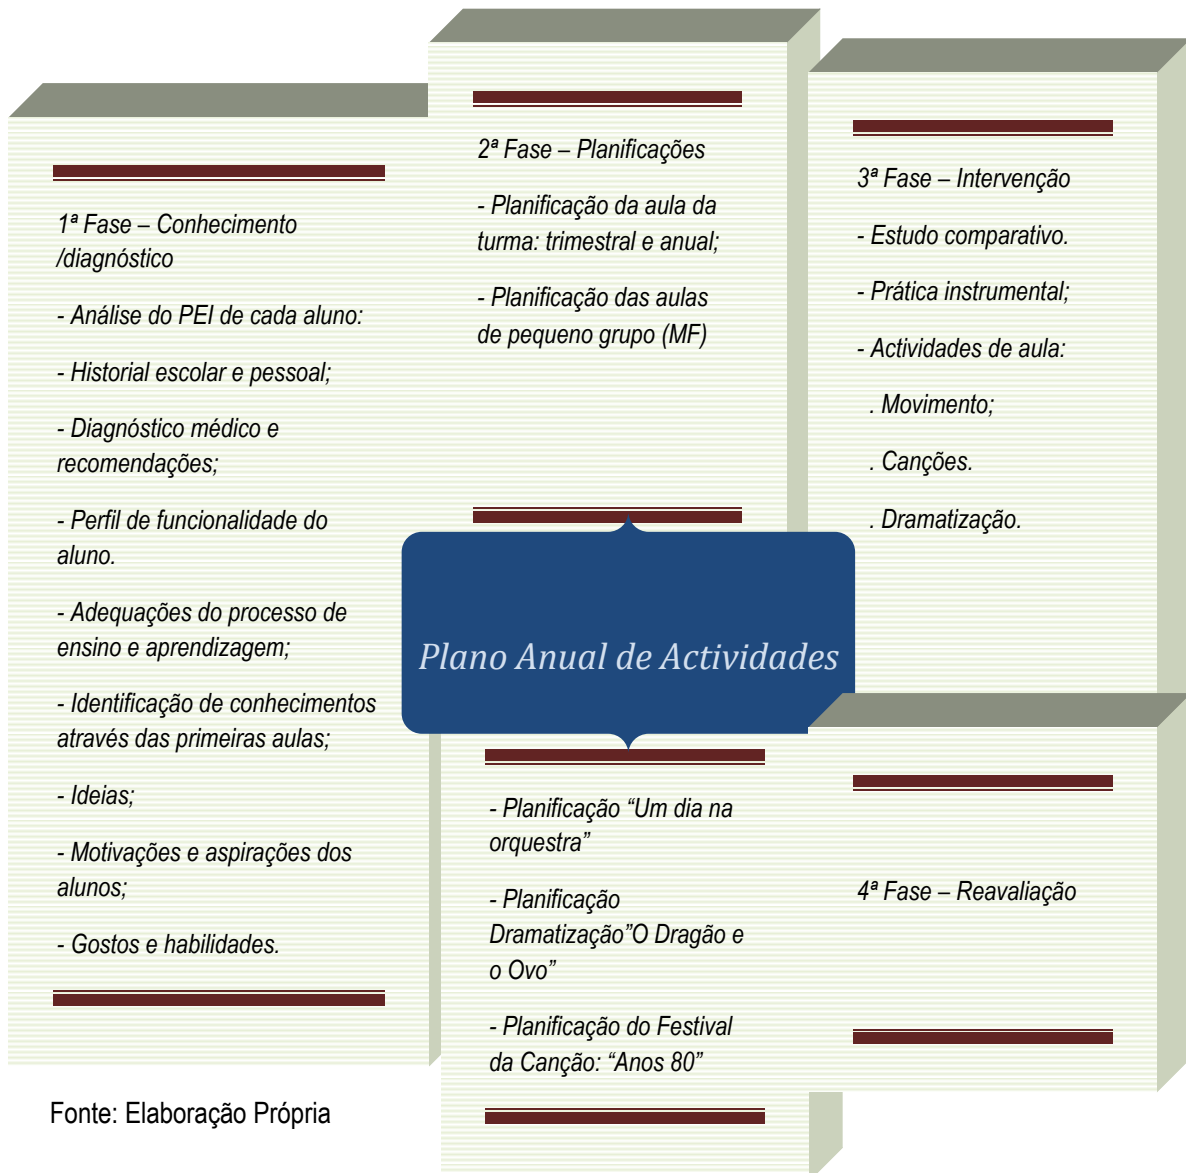 1ª Fase – Conhecimento
/diagnóstico
- Análise do PEI de cada aluno:
- Historial escolar e pessoal;
- Diagnóstico médico e
recomendações;
- Perfil de funcionalidade do
aluno.
- Adequações do processo de
ensino e aprendizagem;
- Identificação de conhecimentos
através das primeiras aulas;
- Ideias;
- Motivações e aspirações dos
alunos;
- Gostos e habilidades.
2ª Fase – Planificações
- Planificação da aula da
turma: trimestral e anual;
- Planificação das aulas
de pequeno grupo (MF)
3ª Fase – Intervenção
- Estudo comparativo.
- Prática instrumental;
- Actividades de aula:
. Movimento;
. Canções.
. Dramatização.
Plano Anual de Actividades
- Planificação “Um dia na
orquestra”
- Planificação
Dramatização”O Dragão e
o Ovo”
- Planificação do Festival
da Canção: “Anos 80”
4ª Fase – Reavaliação
Fonte: Elaboração Própria